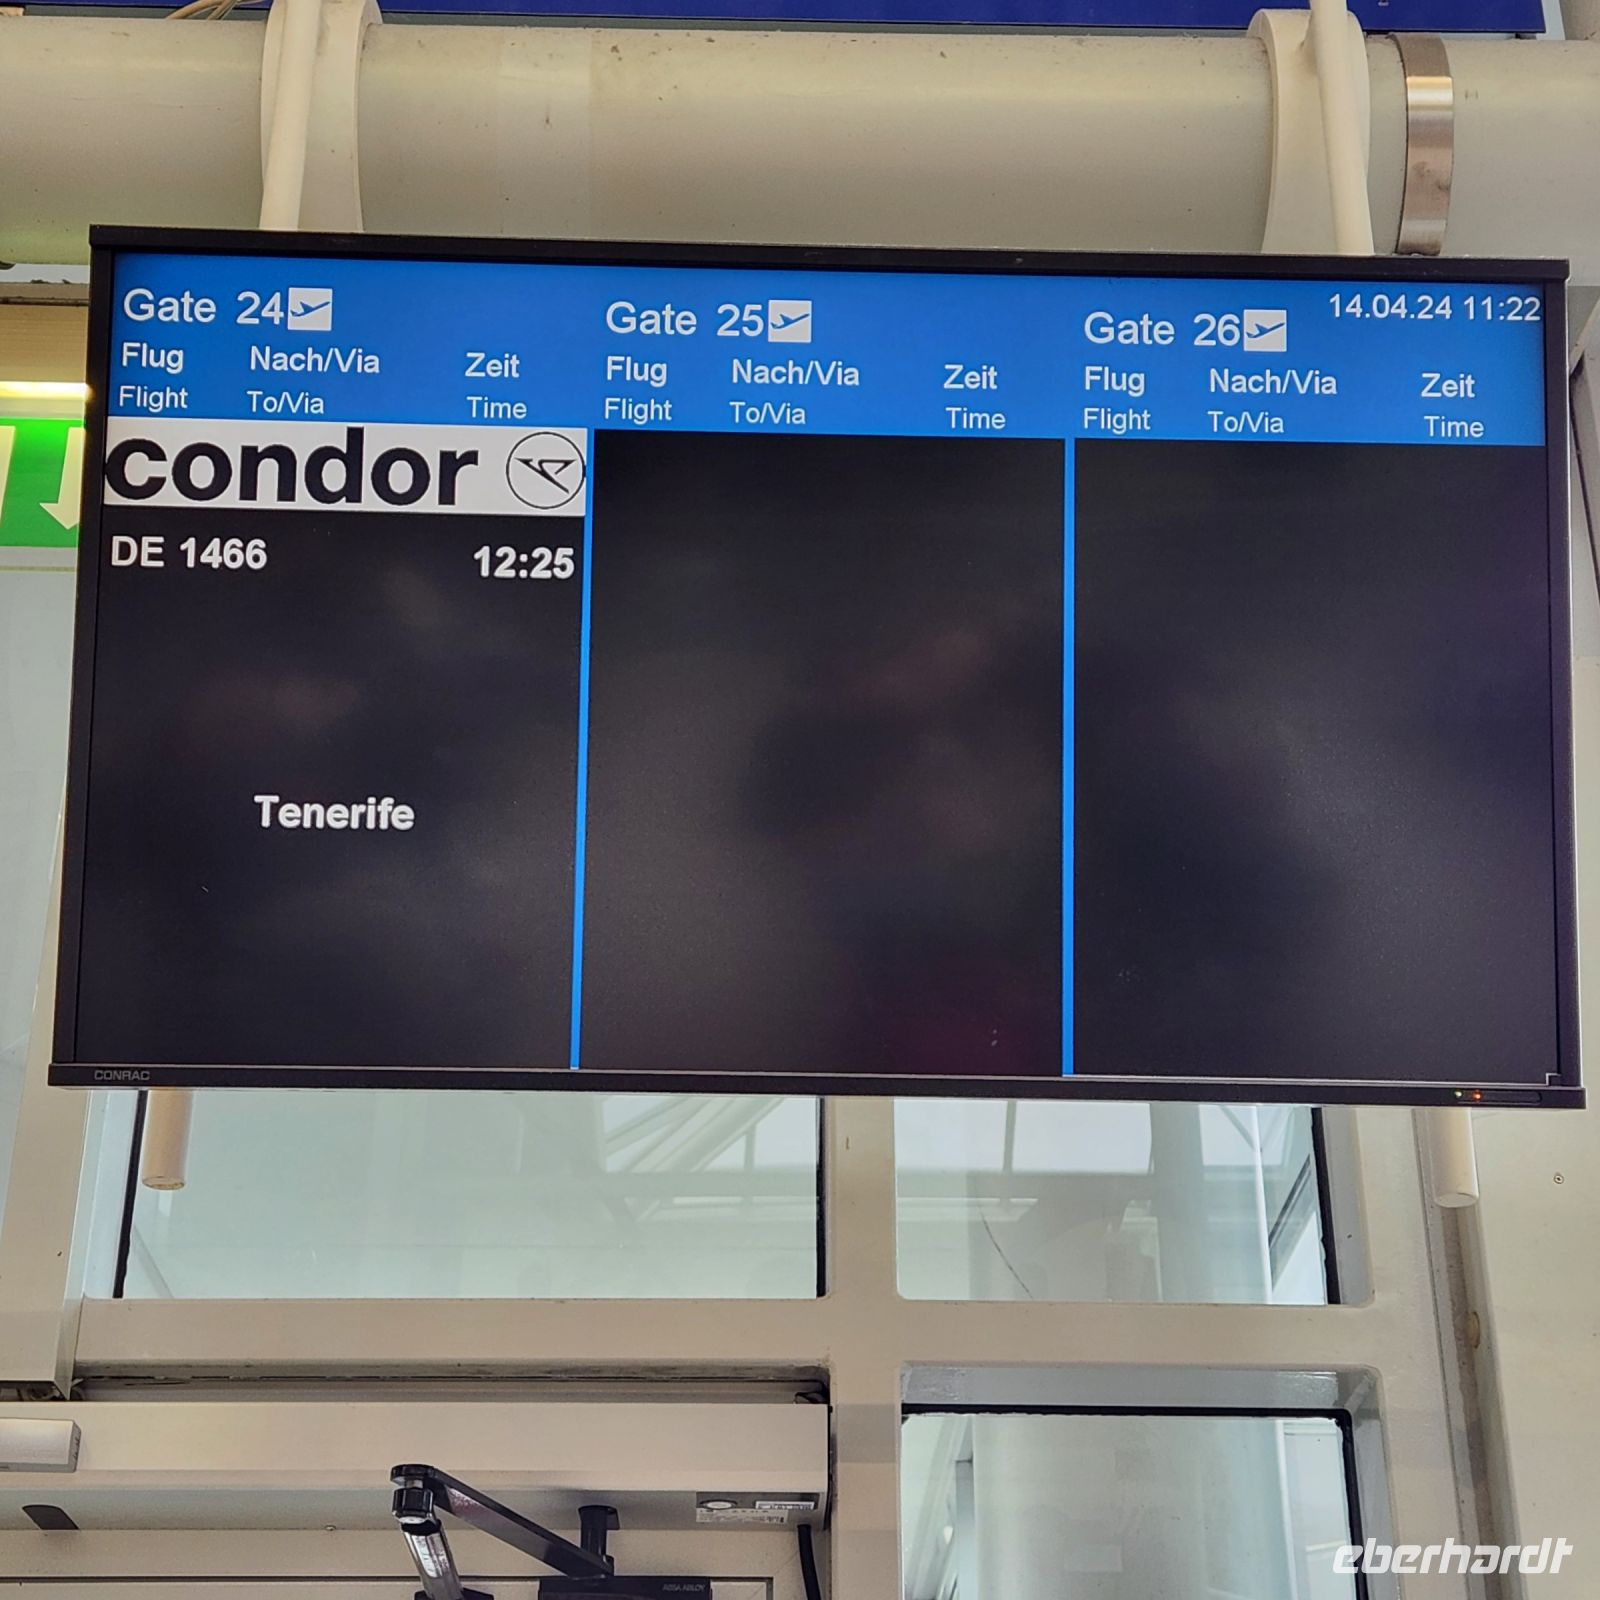 Gate 24
Flug Nach/Via Zeit
Flight To/Via Time
condor
DE 1466 12:25
Tenerife
Gate 25
Flug Nach/Via Zeit
Flight To/Via Time
14.04.24 11:22
Gate 26
Flug Nach/Via Zeit
Flight To/Via Time
CONRAC
ASSA ABLOY
eberhardt